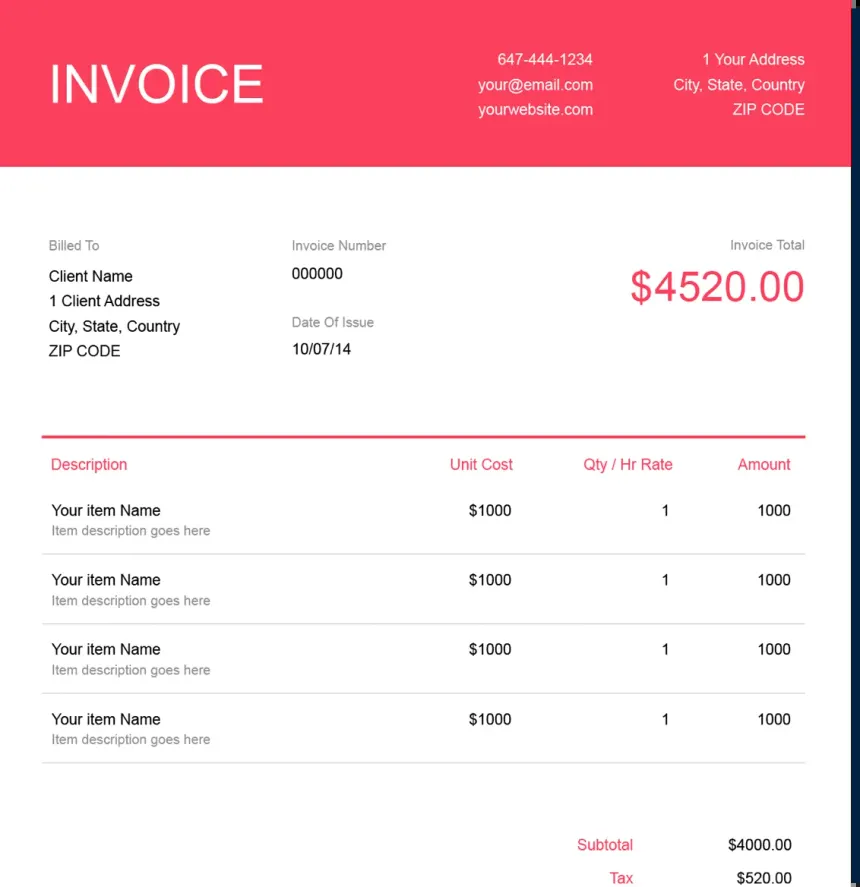 INVOICE
647-444-1234
your@email.com
yourwebsite.com
1 Your Address
City, State, Country
ZIP CODE
Billed To
Client Name
1 Client Address
City, State, Country
ZIP CODE
Invoice Number
000000
Date Of Issue
10/07/14
Invoice Total
$4520.00
Description Unit Cost Qty / Hr Rate Amount
Your item Name $1000 1 1000
Item description goes here
Your item Name $1000 1 1000
Item description goes here
Your item Name $1000 1 1000
Item description goes here
Your item Name $1000 1 1000
Item description goes here
Subtotal $4000.00
Tax $520.00